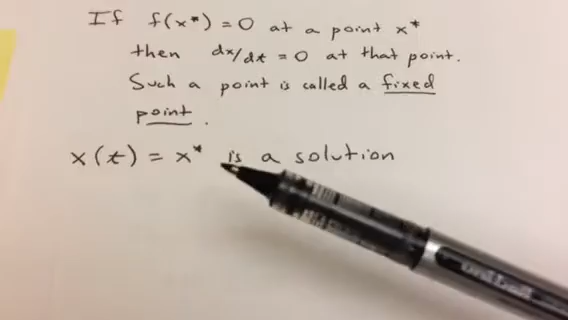 If f(x*) = 0 at a point x*
then dx/dt = 0 at that point.
Such a point is called a fixed
point.
x(t) = x* is a solution